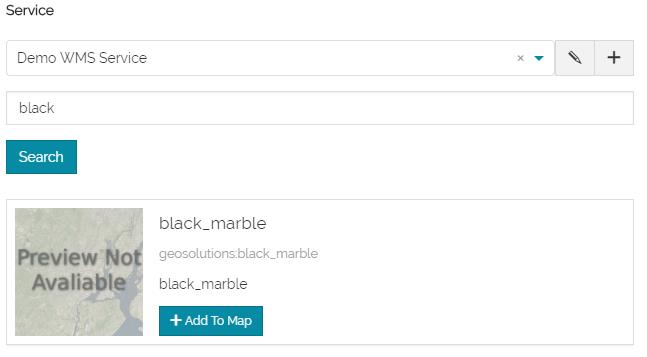 Service
Demo WMS Service
black
Search
black_marble
Preview Not
Avaliable
geosolutions:black_marble
black_marble
Add To Map